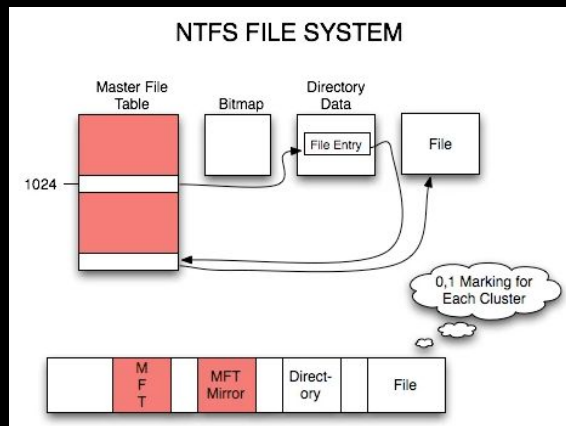 NTFS FILE SYSTEM
Master File
Table
Bitmap
Directory
Data
File Entry
File
1024
0,1 Marking for
Each Cluster
M
F
T
MFT
Mirror
Direct-
ory
File